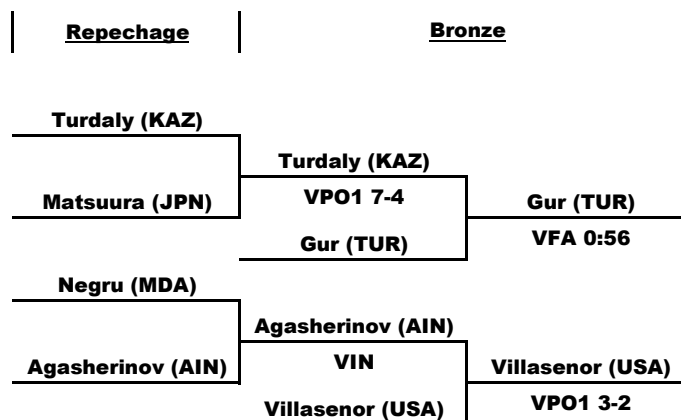 Repechage
Bronze
Turdaly (KAZ)
Turdaly (KAZ)
Matsuura (JPN)
VPO1 7-4
Gur (TUR)
Gur (TUR)
VFA 0:56
Negru (MDA)
Agasherinov (AIN)
Agasherinov (AIN)
VIN
Villasenor (USA)
Villasenor (USA)
VPO1 3-2